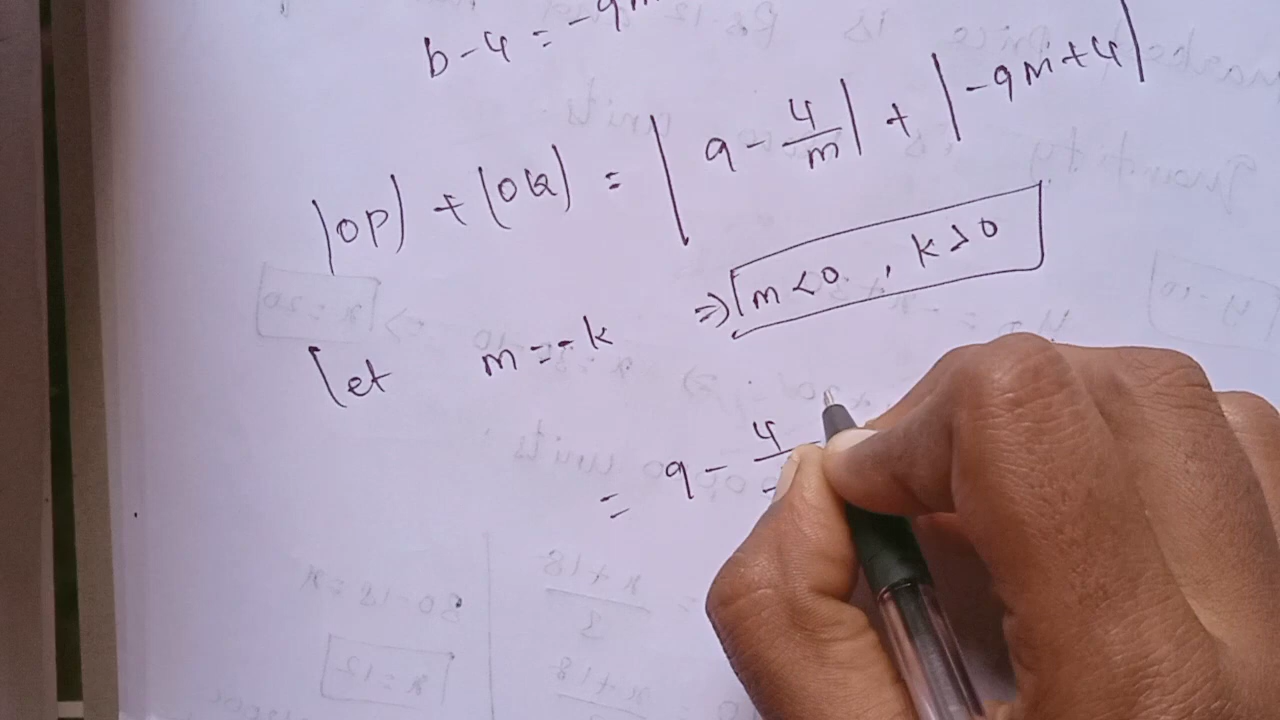 b - 4 = -9m
|OP| + |OQ| = |9 - 4/m| + |-9m+4|
Let m = -k ⇒ m < 0 , k > 0
= 9 - 4/-